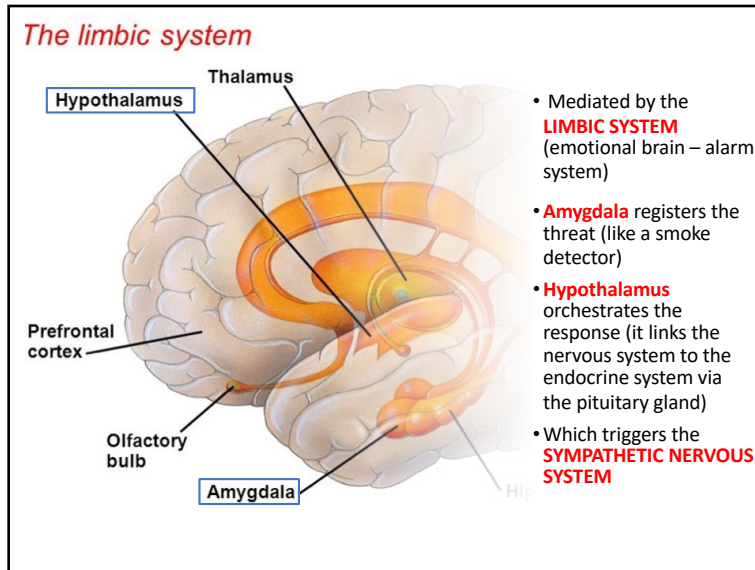 The limbic system
Thalamus
Hypothalamus
Prefrontal
cortex
Olfactory
bulb
Amygdala
• Mediated by the
LIMBIC SYSTEM
(emotional brain – alarm
system)
• Amygdala registers the
threat (like a smoke
detector)
• Hypothalamus
orchestrates the
response (it links the
nervous system to the
endocrine system via
the pituitary gland)
• Which triggers the
SYMPATHETIC NERVOUS
SYSTEM